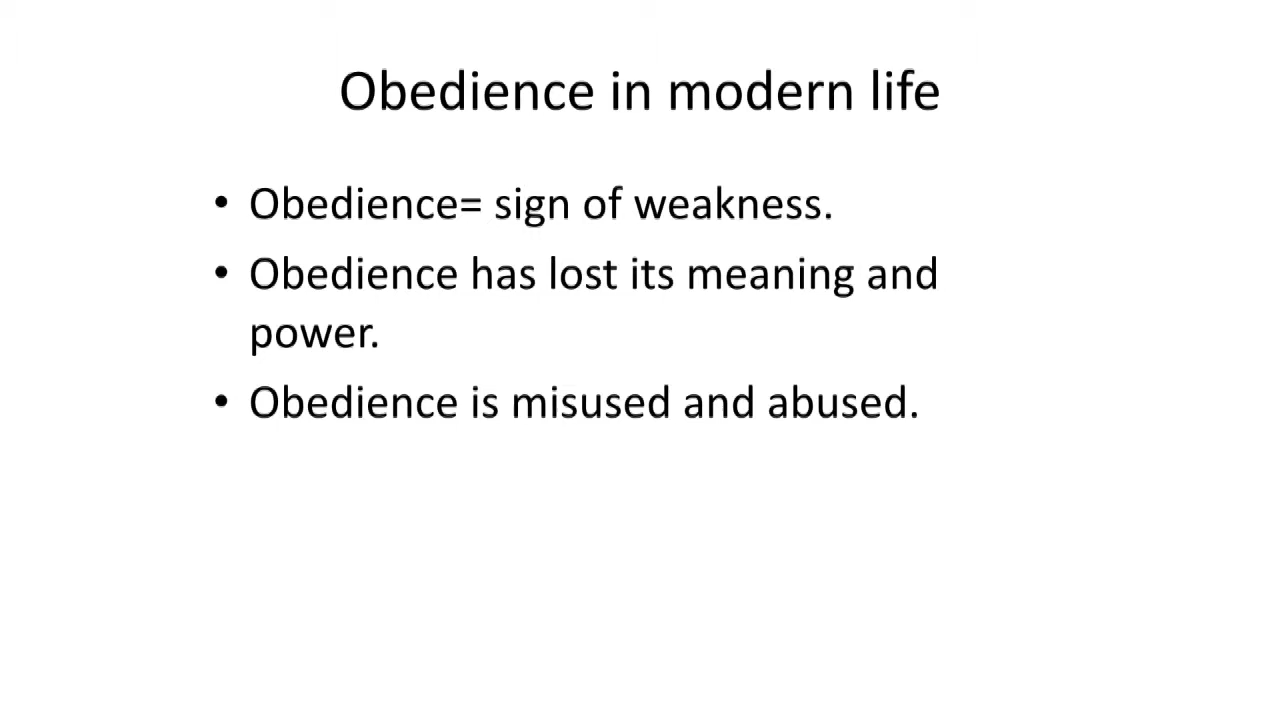 Obedience in modern life
• Obedience= sign of weakness.
• Obedience has lost its meaning and
power.
• Obedience is misused and abused.